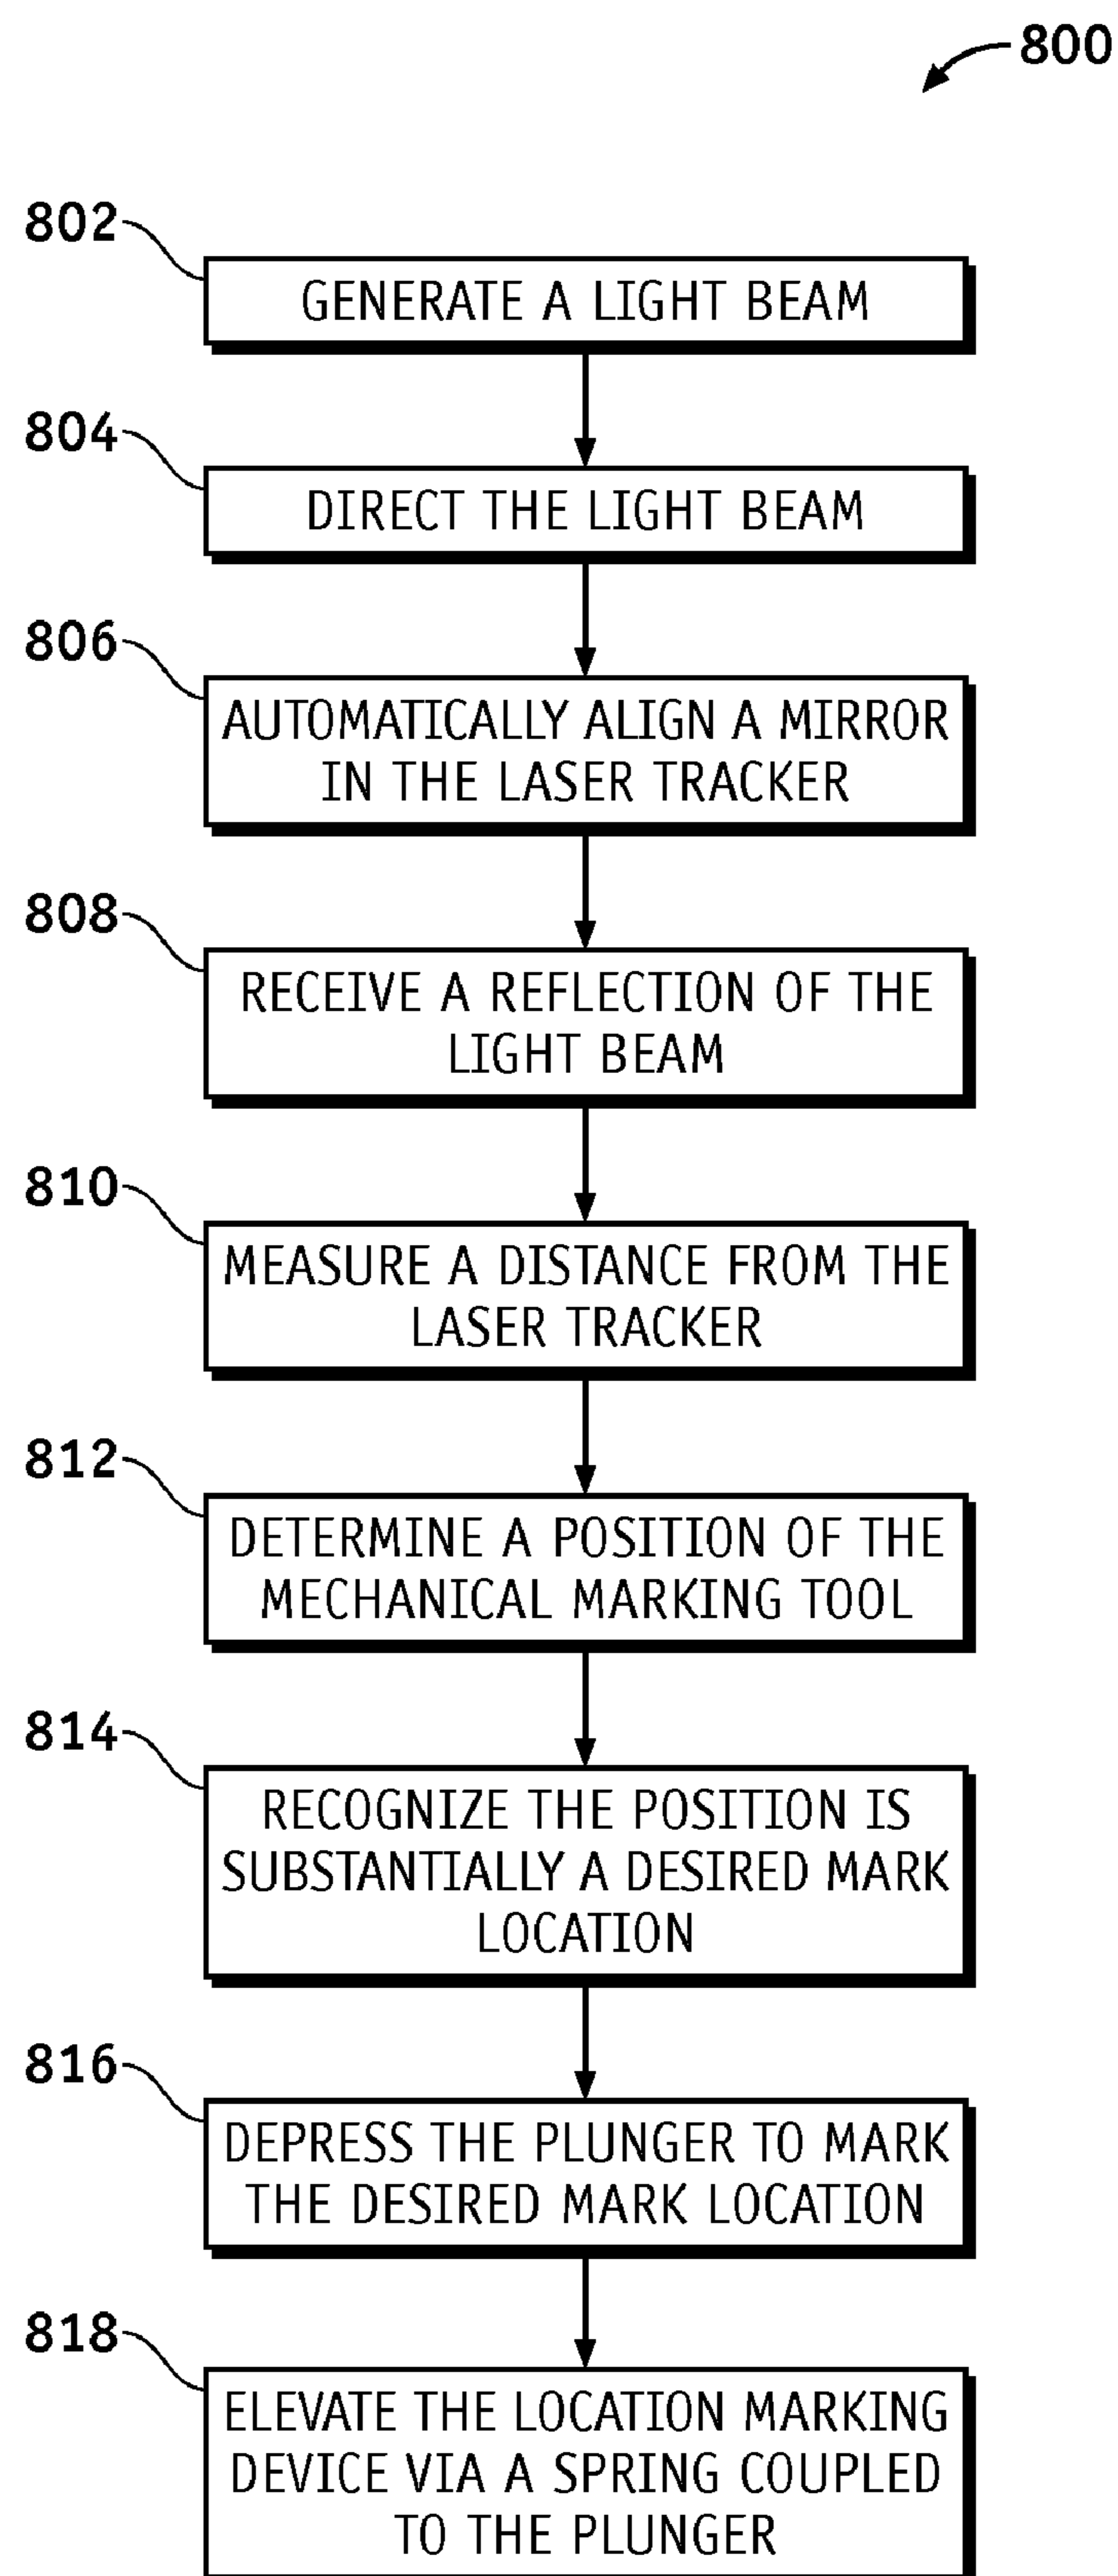 800
802
GENERATE A LIGHT BEAM
804
DIRECT THE LIGHT BEAM
806
AUTOMATICALLY ALIGN A MIRROR
IN THE LASER TRACKER
808
RECEIVE A REFLECTION OF THE
LIGHT BEAM
810
MEASURE A DISTANCE FROM THE
LASER TRACKER
812
DETERMINE A POSITION OF THE
MECHANICAL MARKING TOOL
814
RECOGNIZE THE POSITION IS
SUBSTANTIALLY A DESIRED MARK
LOCATION
816
DEPRESS THE PLUNGER TO MARK
THE DESIRED MARK LOCATION
818
ELEVATE THE LOCATION MARKING
DEVICE VIA A SPRING COUPLED
TO THE PLUNGER